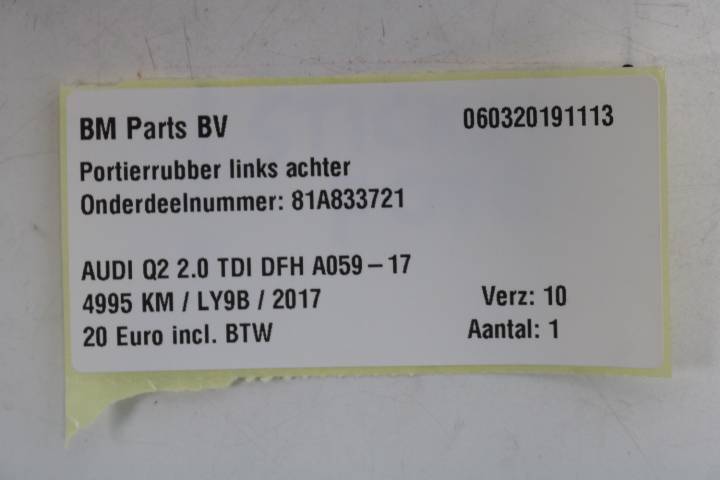 BM Parts BV 060320191113
Portierrubber links achter
Onderdeelnummer: 81A833721
AUDI Q2 2.0 TDI DFH A059-17
4995 KM / LY9B / 2017 Verz: 10
20 Euro incl. BTW Aantal: 1